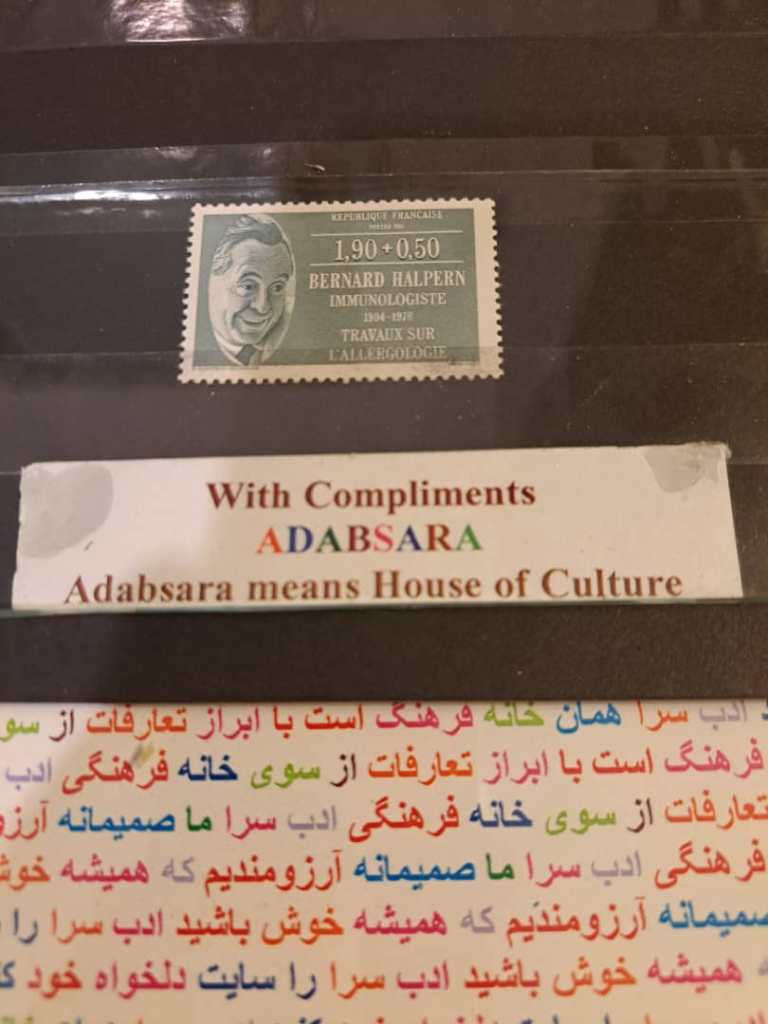 REPUBLIQUE FRANCAISE
POSTES 1987
1,90+0,50
BERNARD HALPERN
IMMUNOLOGISTE
1904-1978
TRAVAUX SUR
L'ALLERGOLOGIE
With Compliments
ADABSARA
Adabsara means House of Culture
ادب سرا همان خانه فرهنگ است با ابراز تعارفات از سو
فرهنگ است با ابراز تعارفات از سوی خانه فرهنگی ادب
تعارفات از سوی خانه فرهنگی ادب سرا ما صمیمانه آرزو
فرهنگی ادب سرا ما صمیمانه آرزومندیم که همیشه خوش
صمیمانه آرزومندیم که همیشه خوش باشید ادب سرا را
همیشه خوش باشید ادب سرا را سایت دلخواه خود ک